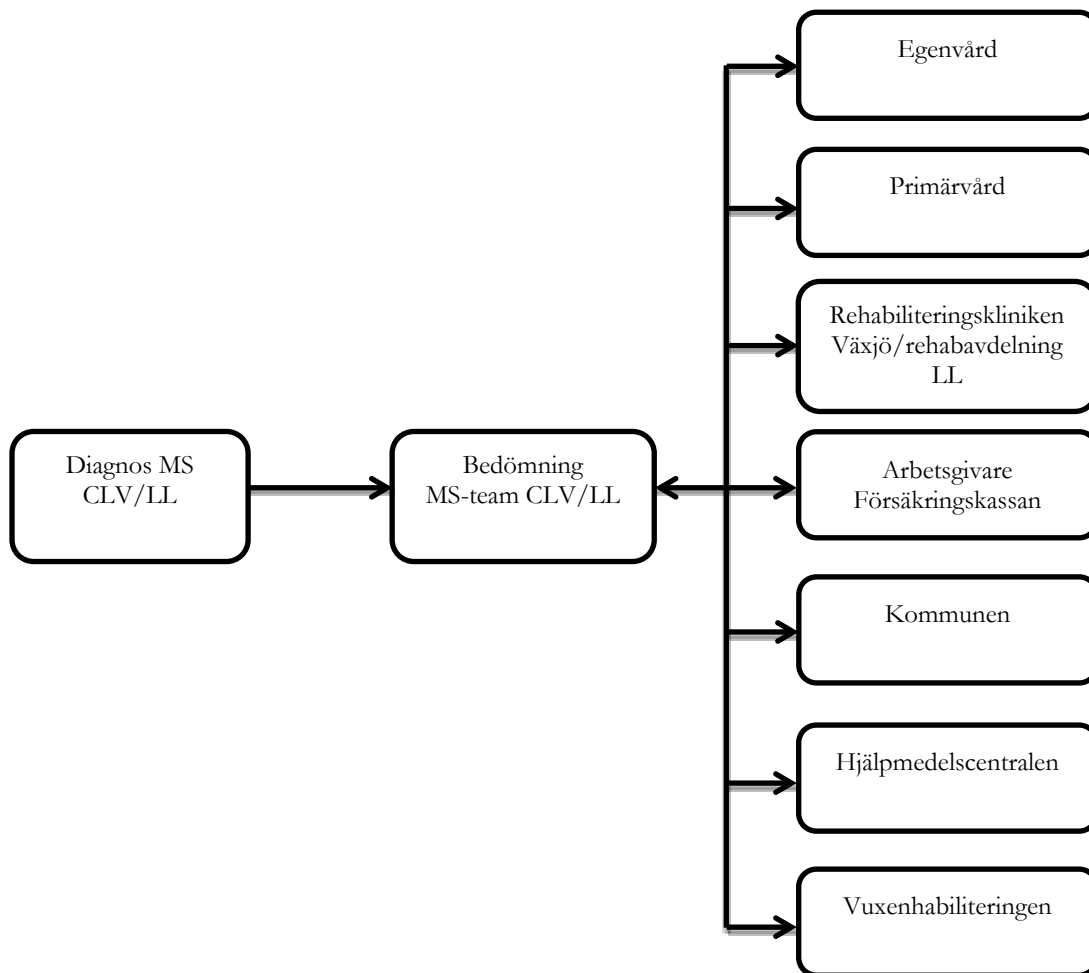 Egenvård
Primärvård
Rehabiliteringskliniken
Växjö/rehabavdelning
LL
Diagnos MS
CLV/LL
Bedömning
MS-team CLV/LL
Arbetsgivare
Försäkringskassan
Kommunen
Hjälpmedelscentralen
Vuxenhabiliteringen